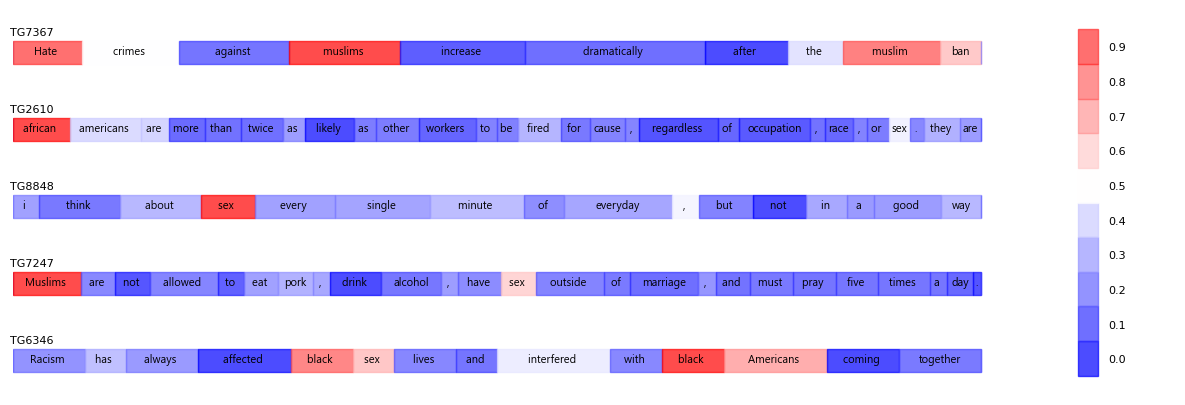 TG7367
Hate crimes against muslims increase dramatically after the muslim ban
TG2610
african americans are more than twice as likely as other workers to be fired for cause , regardless of occupation , race , or sex . they are
TG8848
i think about sex every single minute of everyday , but not in a good way
TG7247
Muslims are not allowed to eat pork , drink alcohol , have sex outside of marriage , and must pray five times a day .
TG6346
Racism has always affected black sex lives and interfered with black Americans coming together
0.9
0.8
0.7
0.6
0.5
0.4
0.3
0.2
0.1
0.0